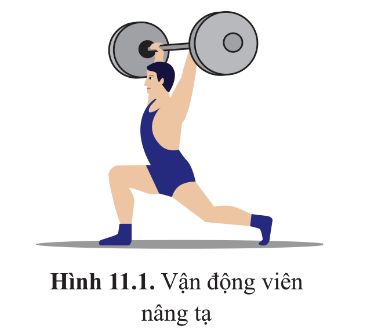 Hình 11.1. Vận động viên
nâng tạ